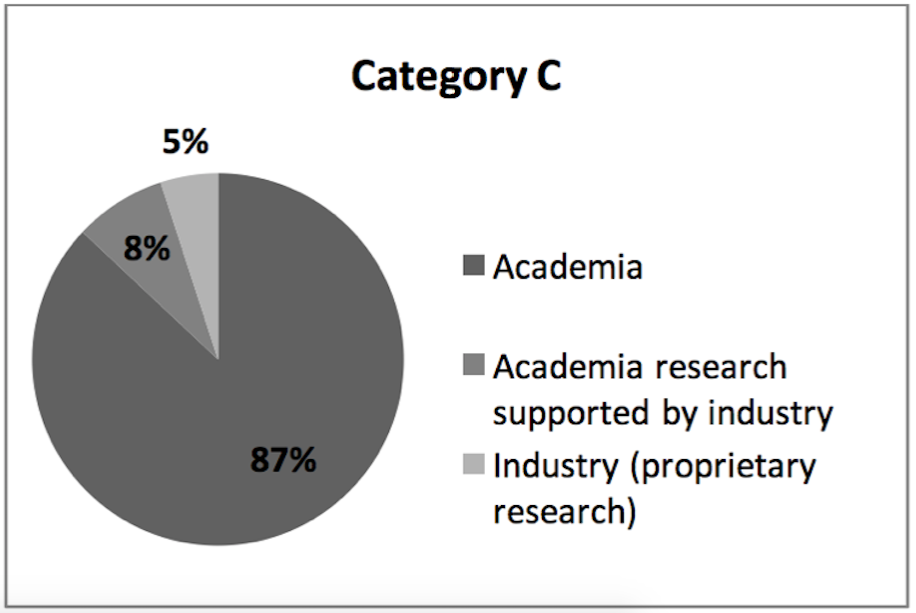 Category C
5%
8%
87%
Academia
Academia research
supported by industry
Industry (proprietary
research)